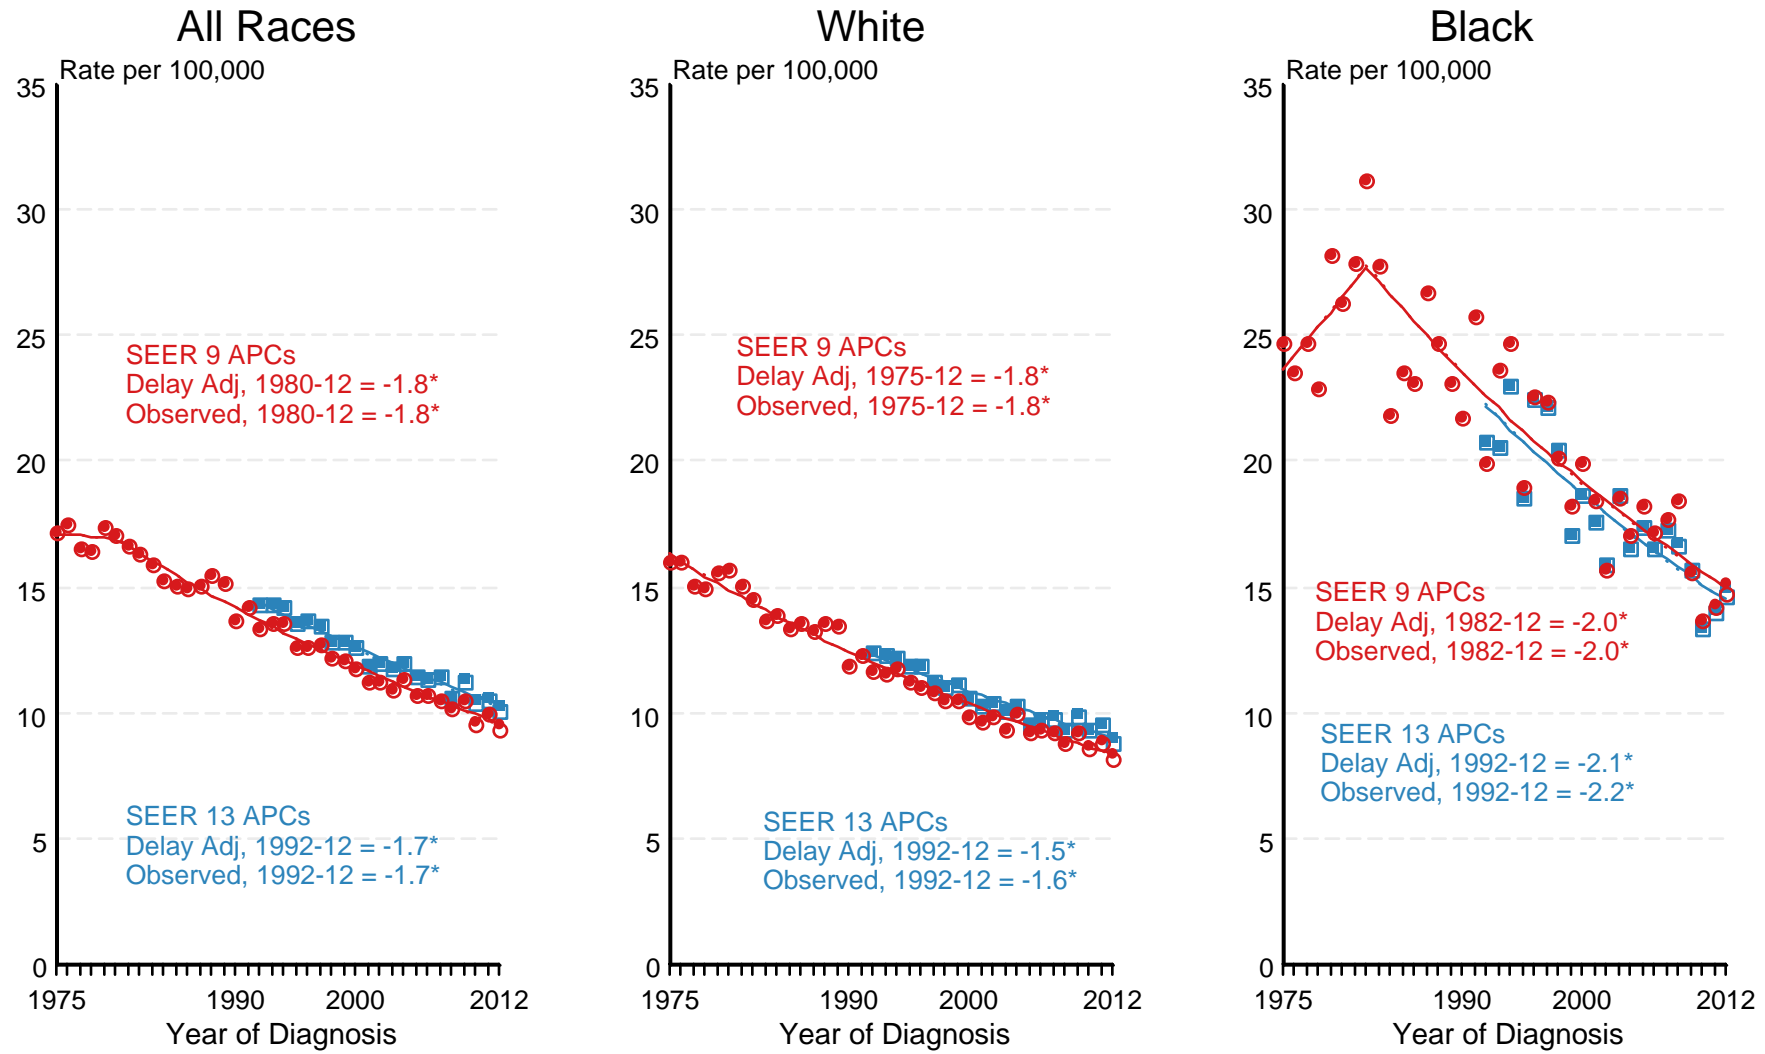 All Races
Rate per 100,000
35
30
25
20
15
10
5
0
SEER 9 APCs
Delay Adj, 1980-12 = -1.8*
Observed, 1980-12 = -1.8*
SEER 13 APCs
Delay Adj, 1992-12 = -1.7*
Observed, 1992-12 = -1.7*
1975 1990 2000 2012
Year of Diagnosis
White
Rate per 100,000
35
30
25
20
15
10
5
0
SEER 9 APCs
Delay Adj, 1975-12 = -1.8*
Observed, 1975-12 = -1.8*
SEER 13 APCs
Delay Adj, 1992-12 = -1.5*
Observed, 1992-12 = -1.6*
1975 1990 2000 2012
Year of Diagnosis
Black
Rate per 100,000
35
30
25
20
15
10
5
0
SEER 9 APCs
Delay Adj, 1982-12 = -2.0*
Observed, 1982-12 = -2.0*
SEER 13 APCs
Delay Adj, 1992-12 = -2.1*
Observed, 1992-12 = -2.2*
1975 1990 2000 2012
Year of Diagnosis